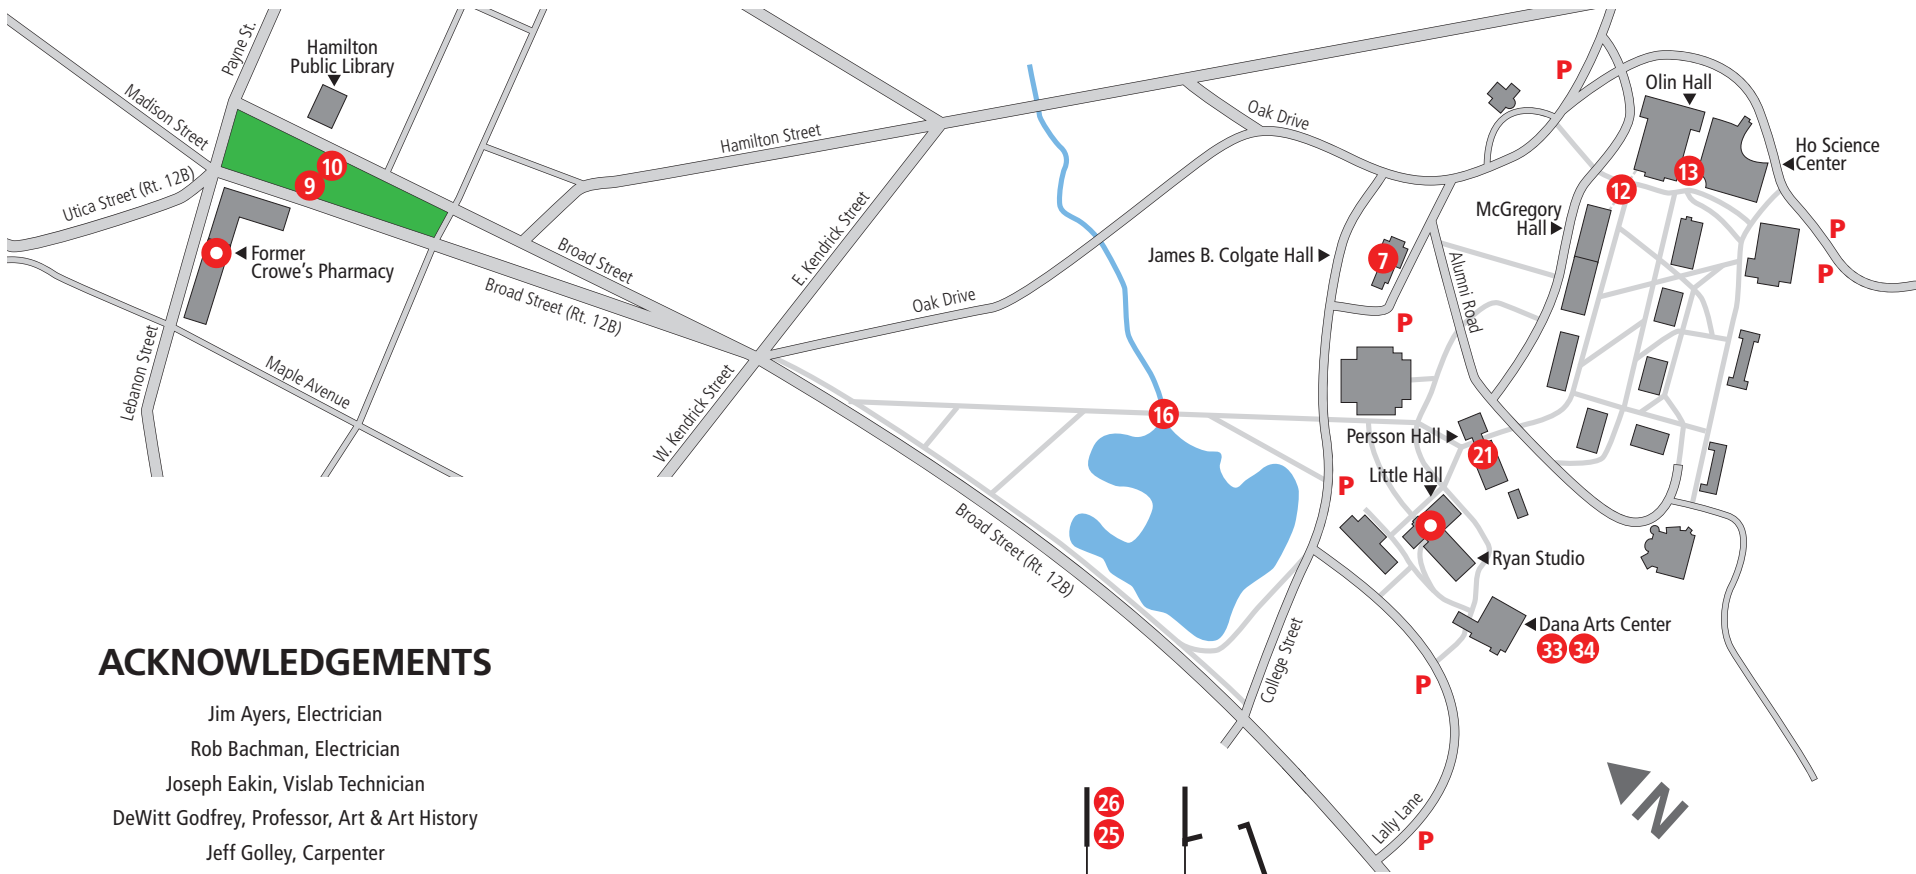 Payne St.
Hamilton
Public Library
Madison Street
Utica Street (Rt. 12B)
10
9
Former
Crowe's Pharmacy
Lebanon Street
Maple Avenue
Broad Street
Broad Street (Rt. 12B)
Hamilton Street
E. Kendrick Street
W. Kendrick Street
Oak Drive
Oak Drive
P
Olin Hall
Ho Science
Center
13
12
McGregory
Hall
P
P
James B. Colgate Hall
7
Alumni Road
P
16
Persson Hall
21
Little Hall
P
Ryan Studio
Dana Arts Center
33
34
Broad Street (Rt. 12B)
College Street
P
Lally Lane
P
N
26
25
ACKNOWLEDGEMENTS
Jim Ayers, Electrician
Rob Bachman, Electrician
Joseph Eakin, Vislab Technician
DeWitt Godfrey, Professor, Art & Art History
Jeff Golley, Carpenter